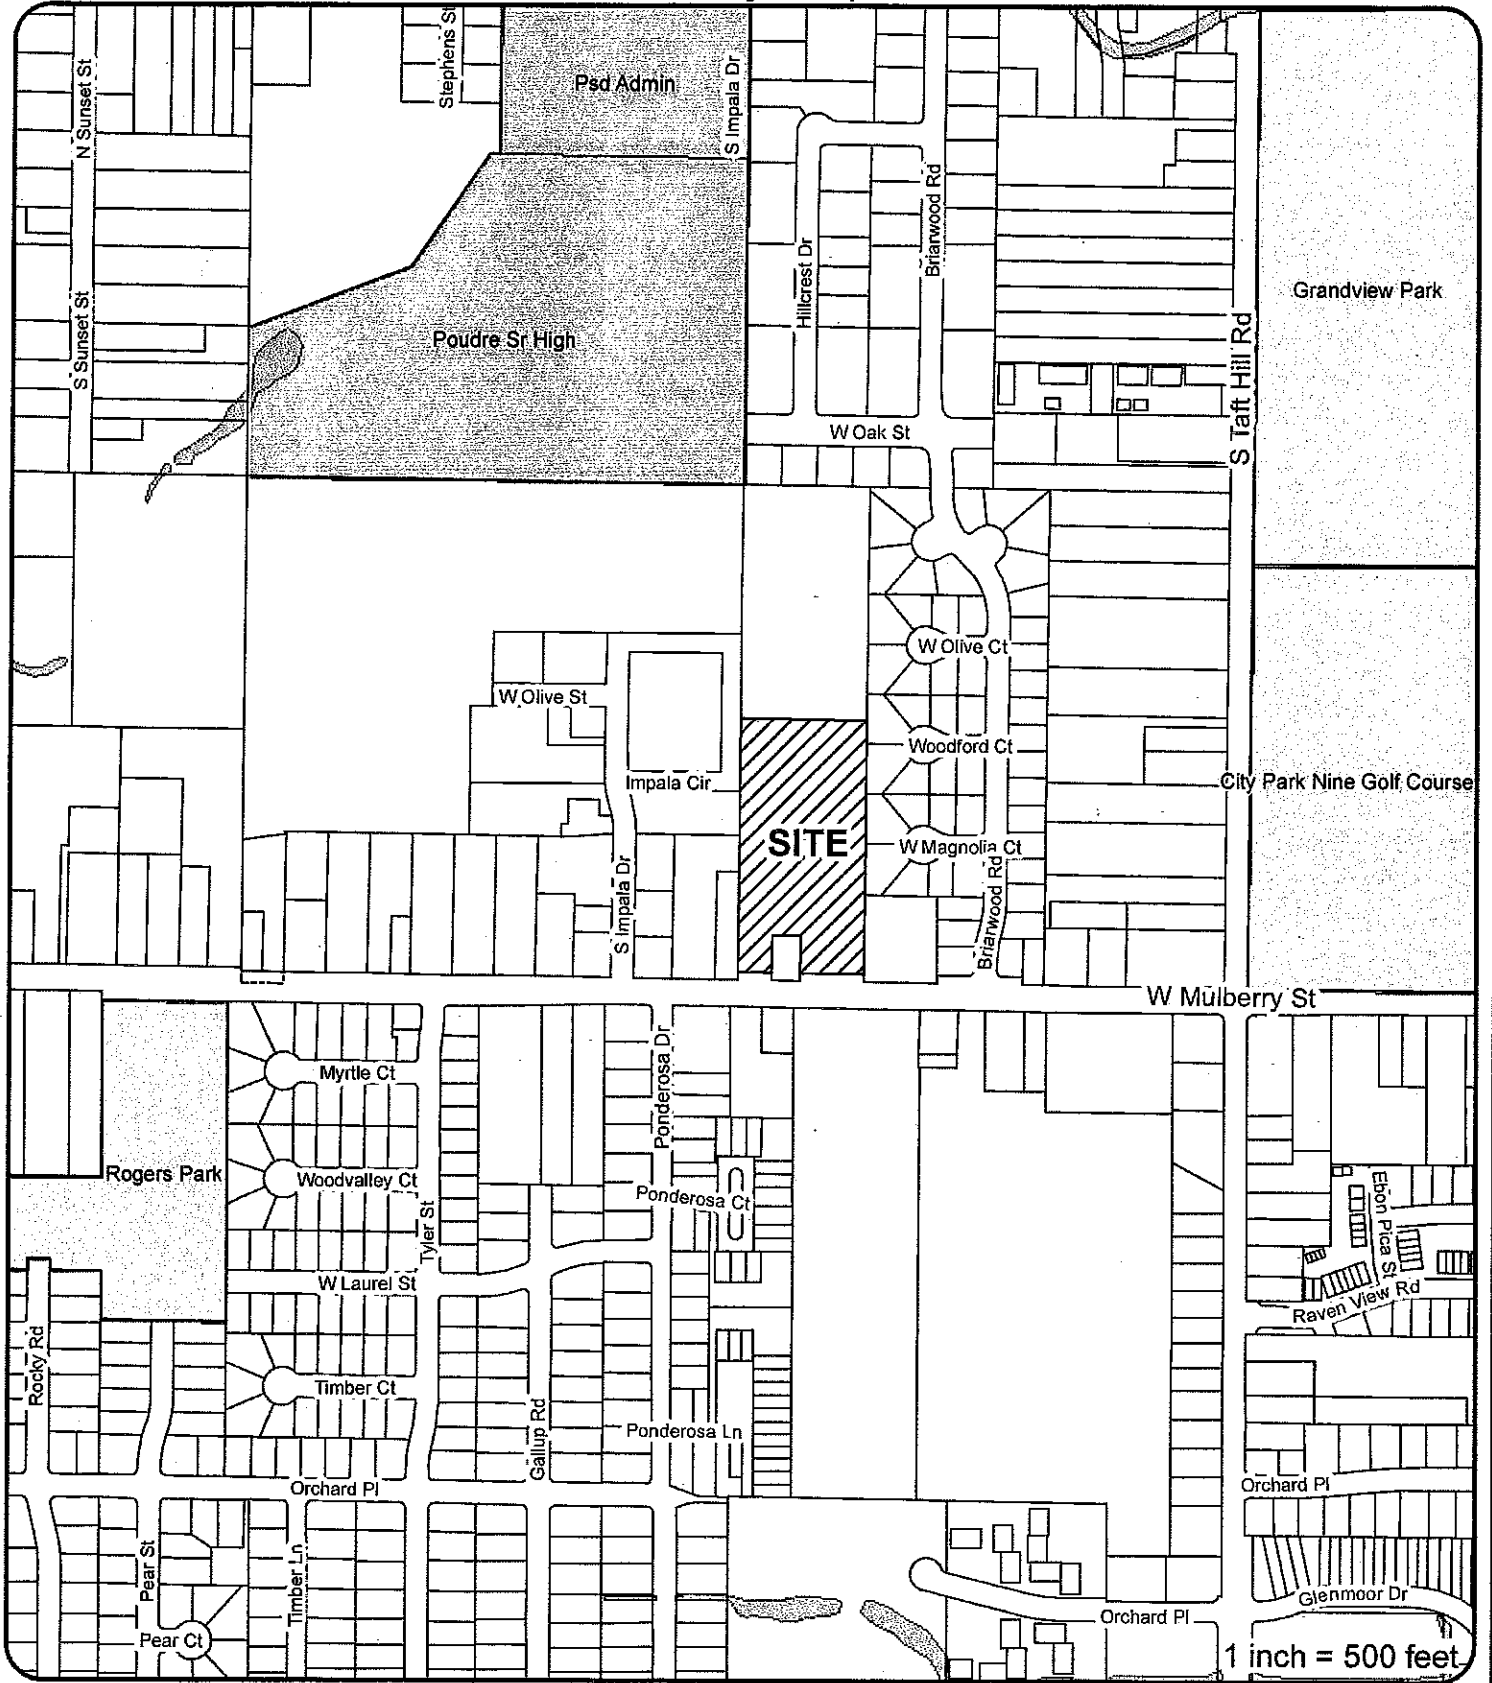 N Sunset St
Stephens St
Psd Admin
S Impala Dr
Hillcrest Dr
Briarwood Rd
S Sunset St
Poudre Sr High
Grandview Park
S Taft Hill Rd
W Oak St
W Olive Ct
W Olive St
Woodford Ct
Impala Cir
City Park Nine Golf Course
SITE
W Magnolia Ct
S Impala Dr
Briarwood Rd
W Mulberry St
Myrtle Ct
Ponderosa Dr
Rogers Park
Woodvalley Ct
Ponderosa Ct
Tyler St
Ebon Pica St
W Laurel St
Raven View Rd
Rocky Rd
Timber Ct
Gallup Rd
Ponderosa Ln
Orchard Pl
Orchard Pl
Pear St
Timber Ln
Glenmoor Dr
Orchard Pl
Pear Ct
1 inch = 500 feet